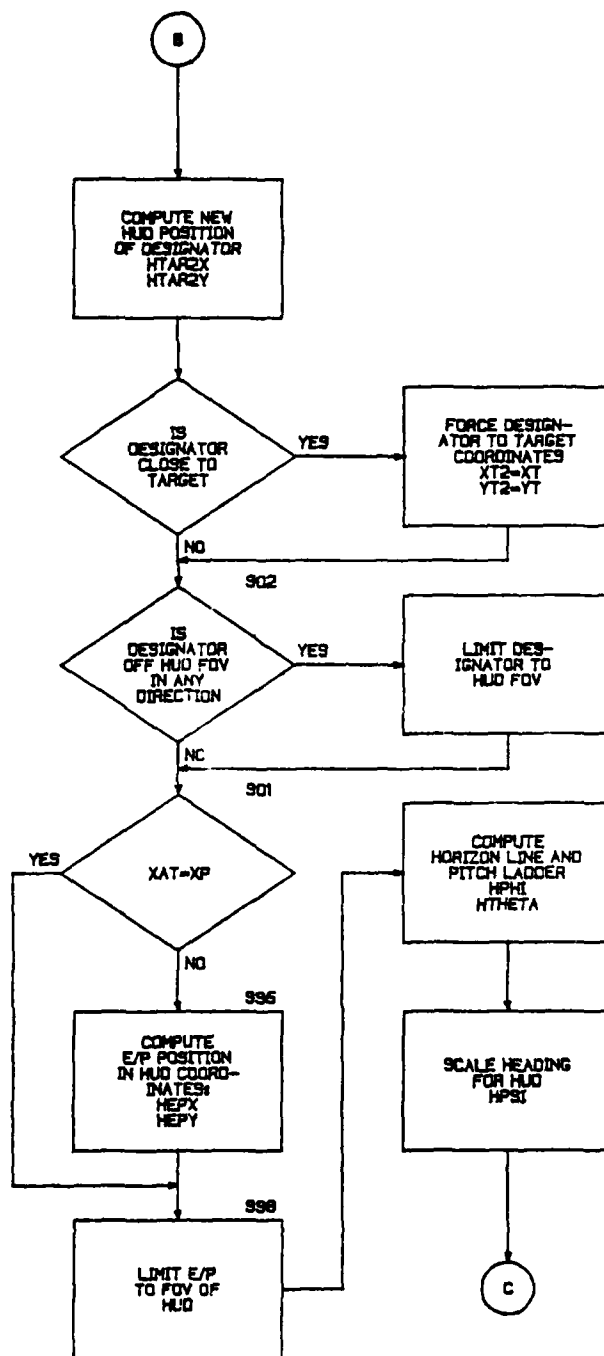 B
COMPUTE NEW
HUD POSITION
OF DESIGNATOR
HTAR2X
HTAR2Y
IS
DESIGNATOR
CLOSE TO
TARGET
YES
FORCE DESIGN-
ATOR TO TARGET
COORDINATES
XT2=XT
YT2=YT
NO
902
IS
DESIGNATOR
OFF HUD FOV
IN ANY
DIRECTION
YES
LIMIT DES-
IGNATOR TO
HUD FOV
NC
901
YES
XAT=XP
NO
COMPUTE
HORIZON LINE AND
PITCH LADDER
HPHI
HTHETA
996
COMPUTE
E/P POSITION
IN HUD COORD-
INATES:
HEPX
HEPY
SCALE HEADING
FOR HUD
HPSI
998
LIMIT E/P
TO FOV OF
HUD
C